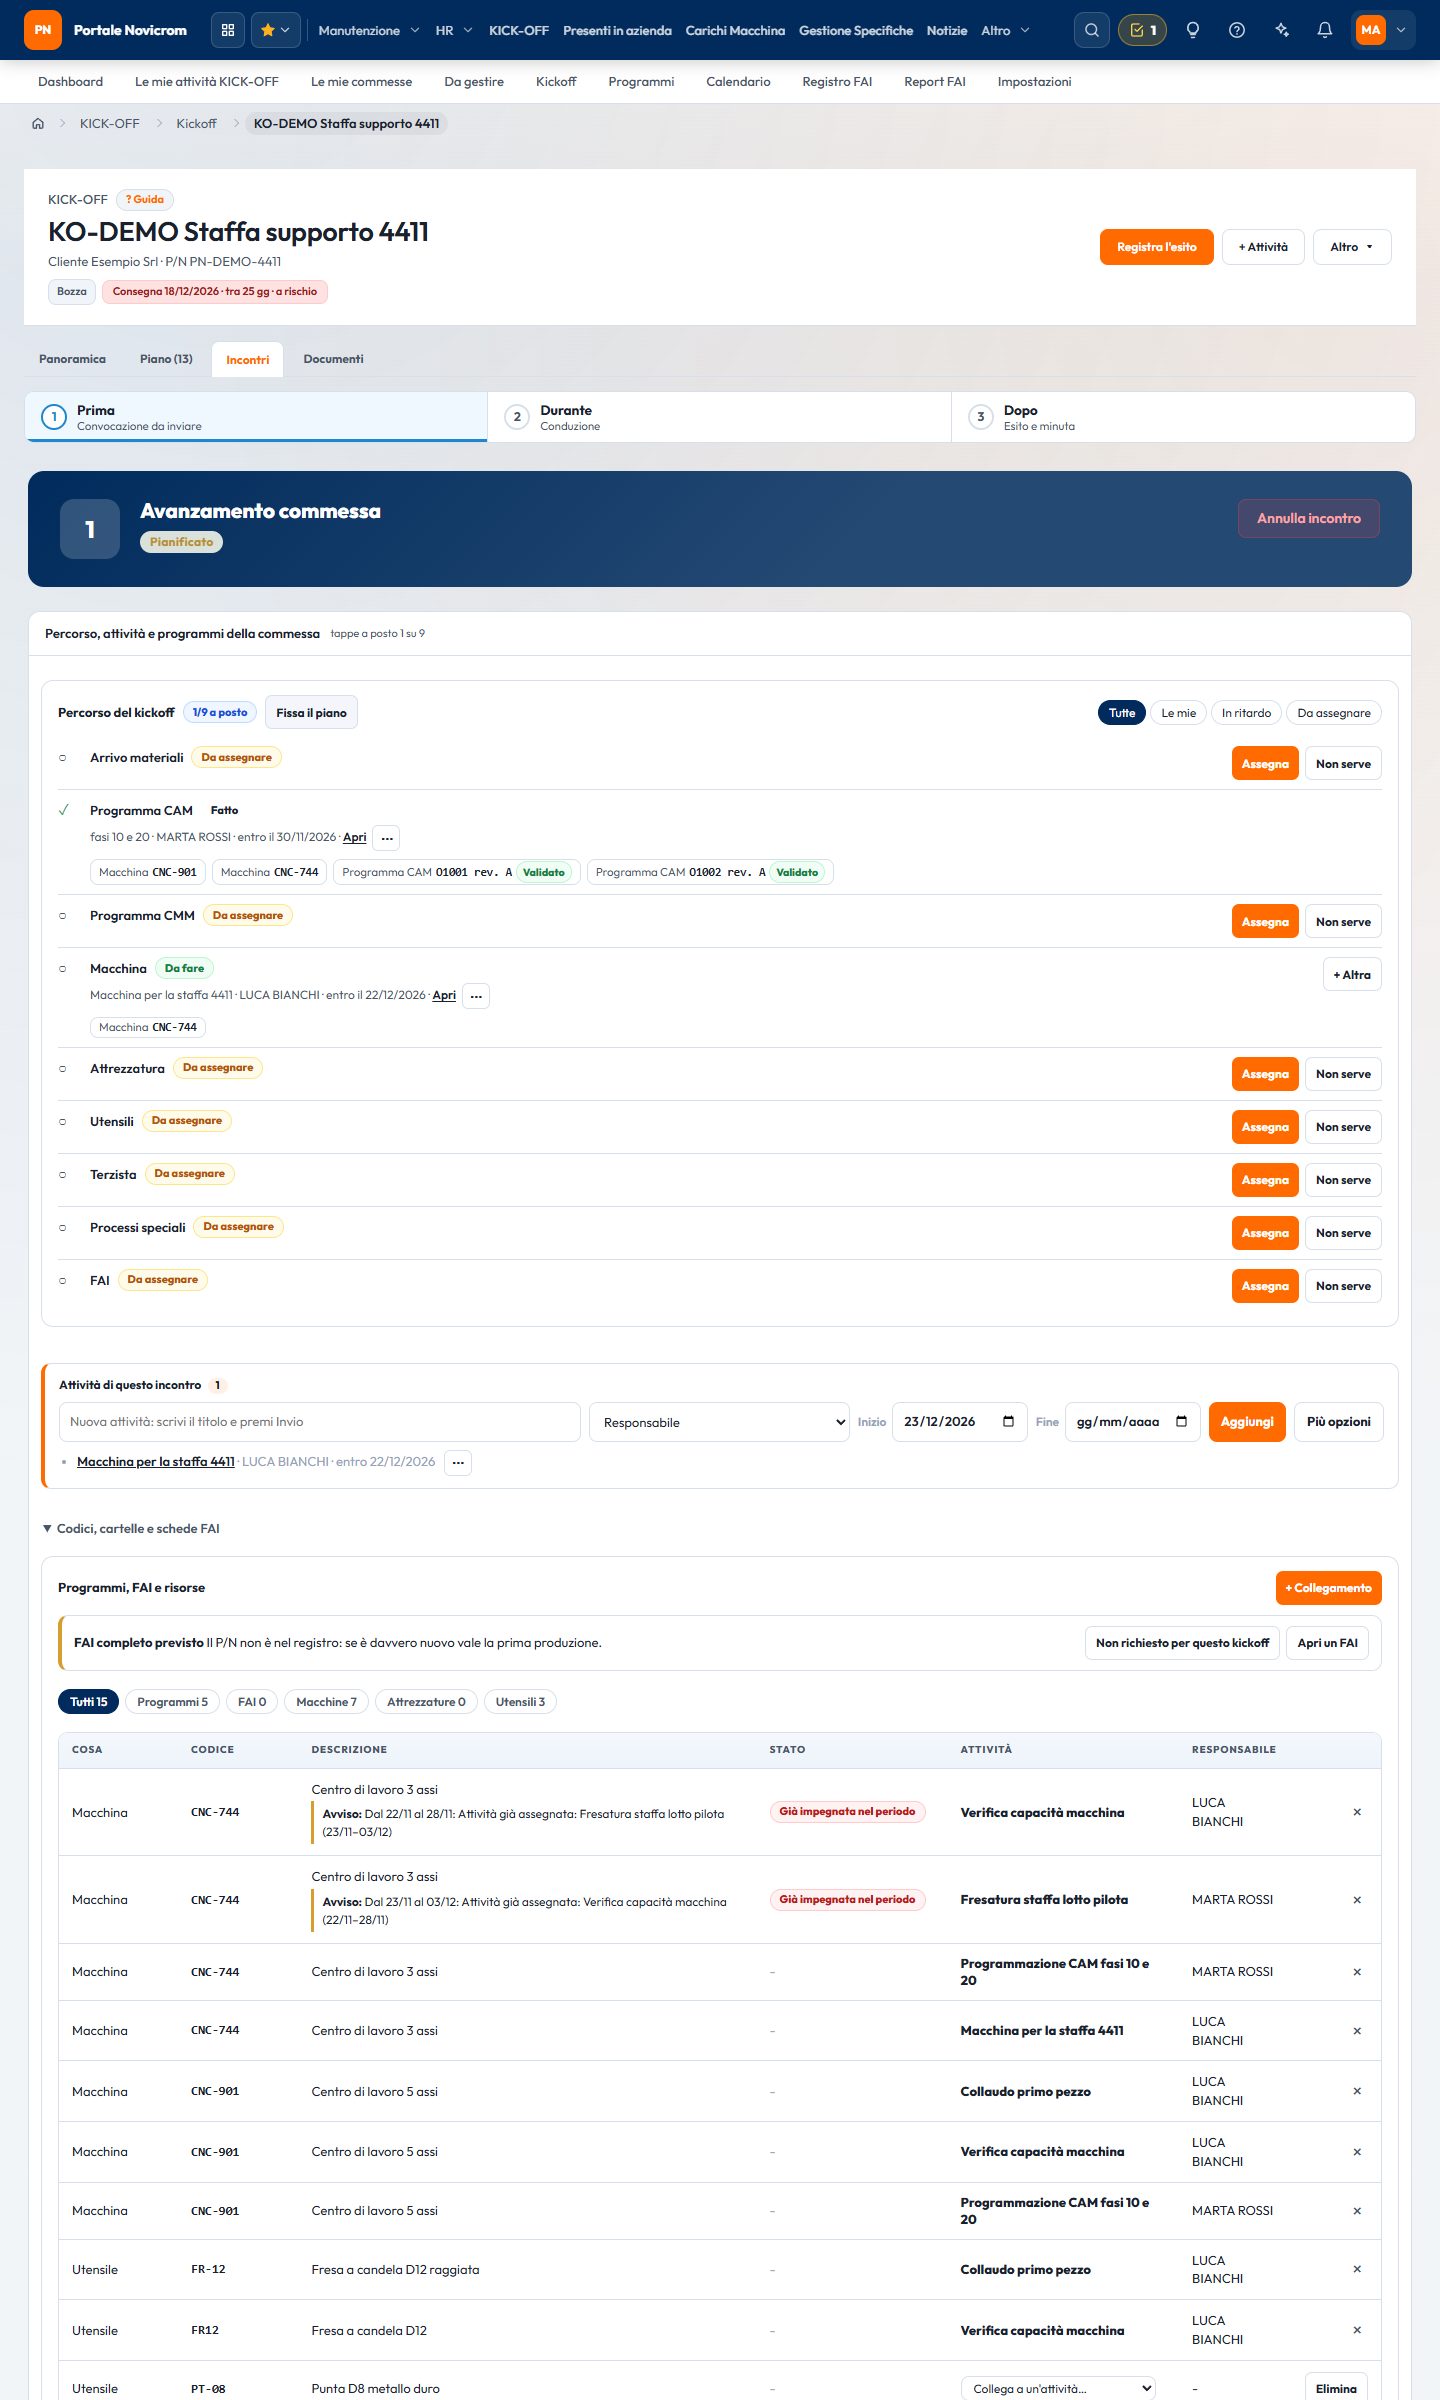 PN Portale Novicrom Manutenzione HR KICK-OFF Presenti in azienda Carichi Macchina Gestione Specifiche Notizie Altro 1 MA
Dashboard Le mie attività KICK-OFF Le mie commesse Da gestire Kickoff Programmi Calendario Registro FAI Report FAI Impostazioni
KICK-OFF Kickoff KO-DEMO Staffa supporto 4411
KICK-OFF ? Guida
KO-DEMO Staffa supporto 4411
Cliente Esempio Srl · P/N PN-DEMO-4411
Registra l'esito + Attività Altro
Bozza Consegna 18/12/2026 · tra 25 gg · a rischio
Panoramica Piano (13) Incontri Documenti
1 Prima
Convocazione da inviare
2 Durante
Conduzione
3 Dopo
Esito e minuta
1 Avanzamento commessa
Pianificato
Annulla incontro
Percorso, attività e programmi della commessa tappe a posto 1 su 9
Percorso del kickoff 1/9 a posto Fissa il piano Tutte Le mie In ritardo Da assegnare
○ Arrivo materiali Da assegnare Assegna Non serve
✓ Programma CAM Fatto
fasi 10 e 20 · MARTA ROSSI · entro il 30/11/2026 · Apri ...
Macchina CNC-901 Macchina CNC-744 Programma CAM O1001 rev. A Validato Programma CAM O1002 rev. A Validato
○ Programma CMM Da assegnare Assegna Non serve
○ Macchina Da fare + Altra
Macchina per la staffa 4411 · LUCA BIANCHI · entro il 22/12/2026 · Apri ...
Macchina CNC-744
○ Attrezzatura Da assegnare Assegna Non serve
○ Utensili Da assegnare Assegna Non serve
○ Terzista Da assegnare Assegna Non serve
○ Processi speciali Da assegnare Assegna Non serve
○ FAI Da assegnare Assegna Non serve
Attività di questo incontro 1
Nuova attività: scrivi il titolo e premi Invio Responsabile Inizio 23/12/2026 Fine gg/mm/aaaa Aggiungi Più opzioni
• Macchina per la staffa 4411 · LUCA BIANCHI · entro 22/12/2026 ...
▼ Codici, cartelle e schede FAI
Programmi, FAI e risorse + Collegamento
FAI completo previsto Il P/N non è nel registro: se è davvero nuovo vale la prima produzione. Non richiesto per questo kickoff Apri un FAI
Tutti 15 Programmi 5 FAI 0 Macchine 7 Attrezzature 0 Utensili 3
COSA CODICE DESCRIZIONE STATO ATTIVITÀ RESPONSABILE
Macchina CNC-744 Centro di lavoro 3 assi
Avviso: Dal 22/11 al 28/11: Attività già assegnata: Fresatura staffa lotto pilota
(23/11–03/12)
Già impegnata nel periodo Verifica capacità macchina LUCA
BIANCHI ×
Macchina CNC-744 Centro di lavoro 3 assi
Avviso: Dal 23/11 al 03/12: Attività già assegnata: Verifica capacità macchina
(22/11–28/11)
Già impegnata nel periodo Fresatura staffa lotto pilota MARTA ROSSI ×
Macchina CNC-744 Centro di lavoro 3 assi - Programmazione CAM fasi 10 e
20 MARTA ROSSI ×
Macchina CNC-744 Centro di lavoro 3 assi - Macchina per la staffa 4411 LUCA
BIANCHI ×
Macchina CNC-901 Centro di lavoro 5 assi - Collaudo primo pezzo LUCA
BIANCHI ×
Macchina CNC-901 Centro di lavoro 5 assi - Verifica capacità macchina LUCA
BIANCHI ×
Macchina CNC-901 Centro di lavoro 5 assi - Programmazione CAM fasi 10 e
20 MARTA ROSSI ×
Utensile FR-12 Fresa a candela D12 raggiata - Collaudo primo pezzo LUCA
BIANCHI ×
Utensile FR12 Fresa a candela D12 - Verifica capacità macchina LUCA
BIANCHI ×
Utensile PT-08 Punta D8 metallo duro - Collega a un'attività... - Elimina